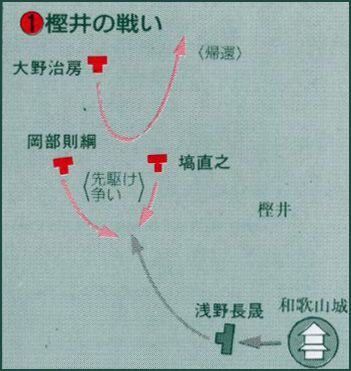 ❶樫井の戦い
大野治房
〈帰還〉
岡部則綱
塙直之
〈先駆け
争い〉
樫井
浅野長晟
和歌山城